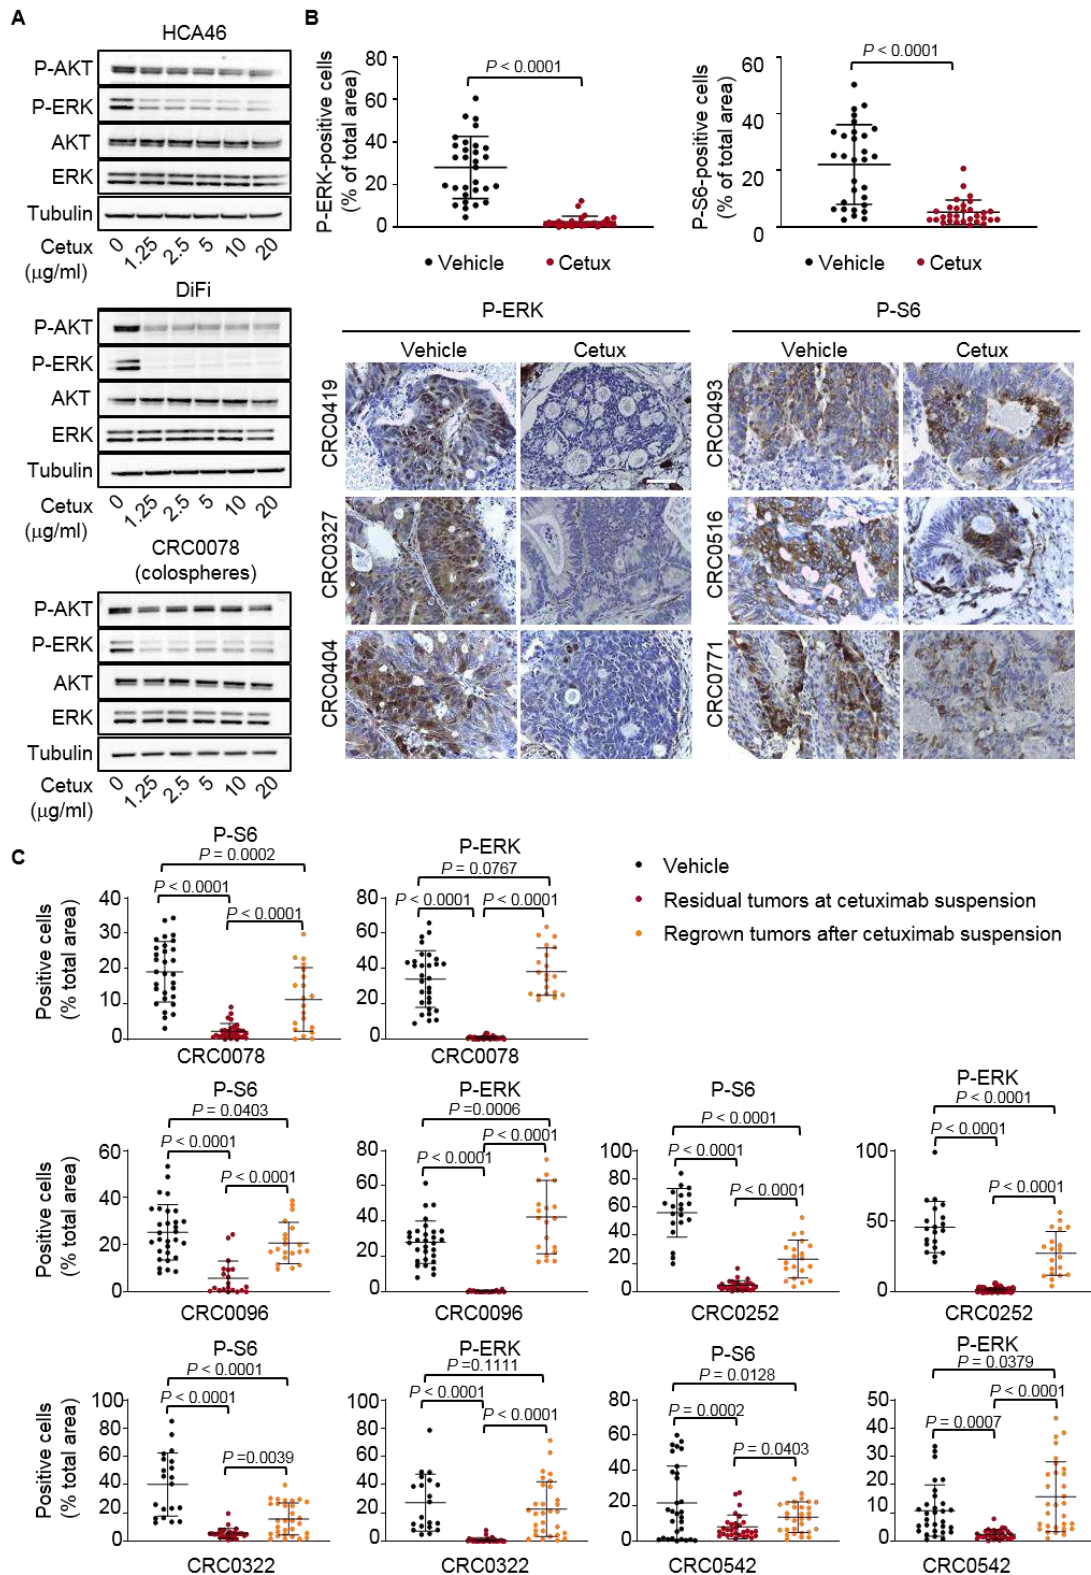 A
HCA46
P-AKT
P-ERK
AKT
ERK
Tubulin
Cetux 0 1.25 2.5 5 10 20
(μg/ml)
DiFi
P-AKT
P-ERK
AKT
ERK
Tubulin
Cetux 0 1.25 2.5 5 10 20
(μg/ml)
CRC0078
(colospheres)
P-AKT
P-ERK
AKT
ERK
Tubulin
Cetux 0 1.25 2.5 5 10 20
(μg/ml)
B
P-ERK-positive cells
(% of total area)
80
60
40
20
0
P < 0.0001
Vehicle
Cetux
P-S6-positive cells
(% of total area)
60
40
20
0
P < 0.0001
Vehicle
Cetux
P-ERK
Vehicle Cetux
CRC0419
CRC0327
CRC0404
P-S6
Vehicle Cetux
CRC0493
CRC0516
CRC0771
C
Vehicle
Residual tumors at cetuximab suspension
Regrown tumors after cetuximab suspension
P-S6
P = 0.0002
P < 0.0001
P < 0.0001
Positive cells
(% total area)
40
30
20
10
0
CRC0078
P-ERK
P = 0.0767
P < 0.0001 P < 0.0001
80
60
40
20
0
CRC0078
P-S6
P = 0.0403
P < 0.0001
P < 0.0001
Positive cells
(% total area)
60
40
20
0
CRC0096
P-ERK
P =0.0006
P < 0.0001
P < 0.0001
80
60
40
20
0
CRC0096
P-S6
P < 0.0001
P < 0.0001
P < 0.0001
100
80
60
40
20
0
CRC0252
P-ERK
P < 0.0001
P < 0.0001
P < 0.0001
100
50
0
CRC0252
P-S6
P < 0.0001
P < 0.0001
P =0.0039
Positive cells
(% total area)
100
80
60
40
20
0
CRC0322
P-ERK
P =0.1111
P < 0.0001
P < 0.0001
100
80
60
40
20
0
CRC0322
P-S6
P = 0.0128
P = 0.0002
P = 0.0403
80
60
40
20
0
CRC0542
P-ERK
P = 0.0379
P < 0.0001
P = 0.0007
50
40
30
20
10
0
CRC0542